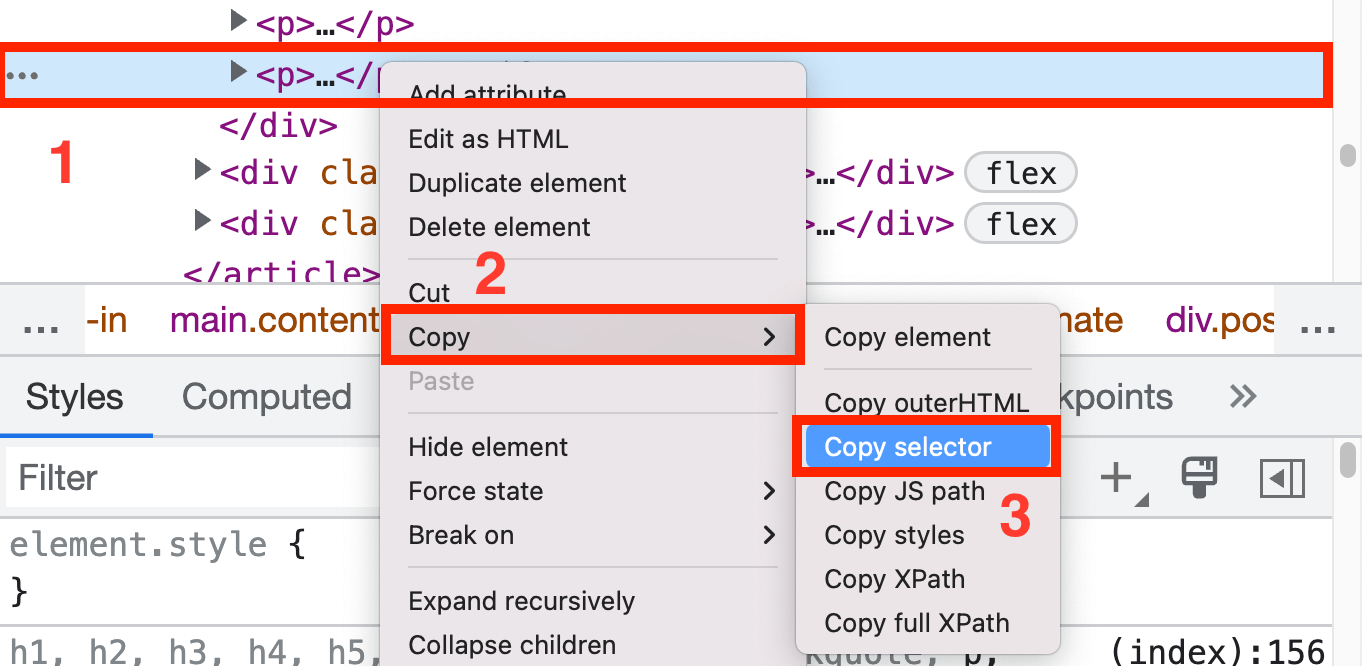 <p>…</p>
… <p>…</p
Add attribute
</div>
1
Edit as HTML
<div cla
>…</div> flex
Duplicate element
<div cla
>…</div> flex
Delete element
</article>
2
Cut
… -in main.content
nate div.pos …
Copy
Copy element
Paste
Styles Computed
kpoints
Copy outerHTML
Hide element
Copy selector
Filter
Force state
Copy JS path
3
Break on
Copy styles
element.style {
}
Copy XPath
Expand recursively
Copy full XPath
Collapse children
h1, h2, h3, h4, h5,
kquote, p,
(index):156